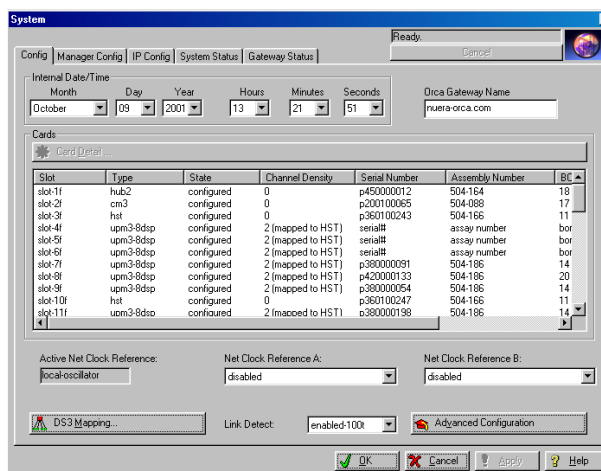 System
Ready.
Cancel
Config Manager Config IP Config System Status Gateway Status
Internal Date/Time
Month Day Year Hours Minutes Seconds
October 09 2001 13 21 51
Orca Gateway Name
nuera-orca.com
Cards
Card Detail ...
Slot Type State Channel Density Serial Number Assembly Number BC
slot-1f hub2 configured 0 p450000012 504-164 18
slot-2f cm3 configured 0 p200100065 504-088 17
slot-3f hst configured 0 p360100243 504-166 11
slot-4f upm3-8dsp configured 2 (mapped to HST) serial# assay number bor
slot-5f upm3-8dsp configured 2 (mapped to HST) serial# assay number bor
slot-6f upm3-8dsp configured 2 (mapped to HST) serial# assay number bor
slot-7f upm3-8dsp configured 2 (mapped to HST) p380000091 504-186 14
slot-8f upm3-8dsp configured 2 (mapped to HST) p420000133 504-186 20
slot-9f upm3-8dsp configured 2 (mapped to HST) p380000054 504-186 14
slot-10f hst configured 0 p360100247 504-166 11
slot-11f upm3-8dsp configured 2 (mapped to HST) p380000198 504-186 14
Active Net Clock Reference: Net Clock Reference A: Net Clock Reference B:
local-oscillator disabled disabled
DS3 Mapping... Link Detect: enabled-100t Advanced Configuration
OK Cancel Apply Help